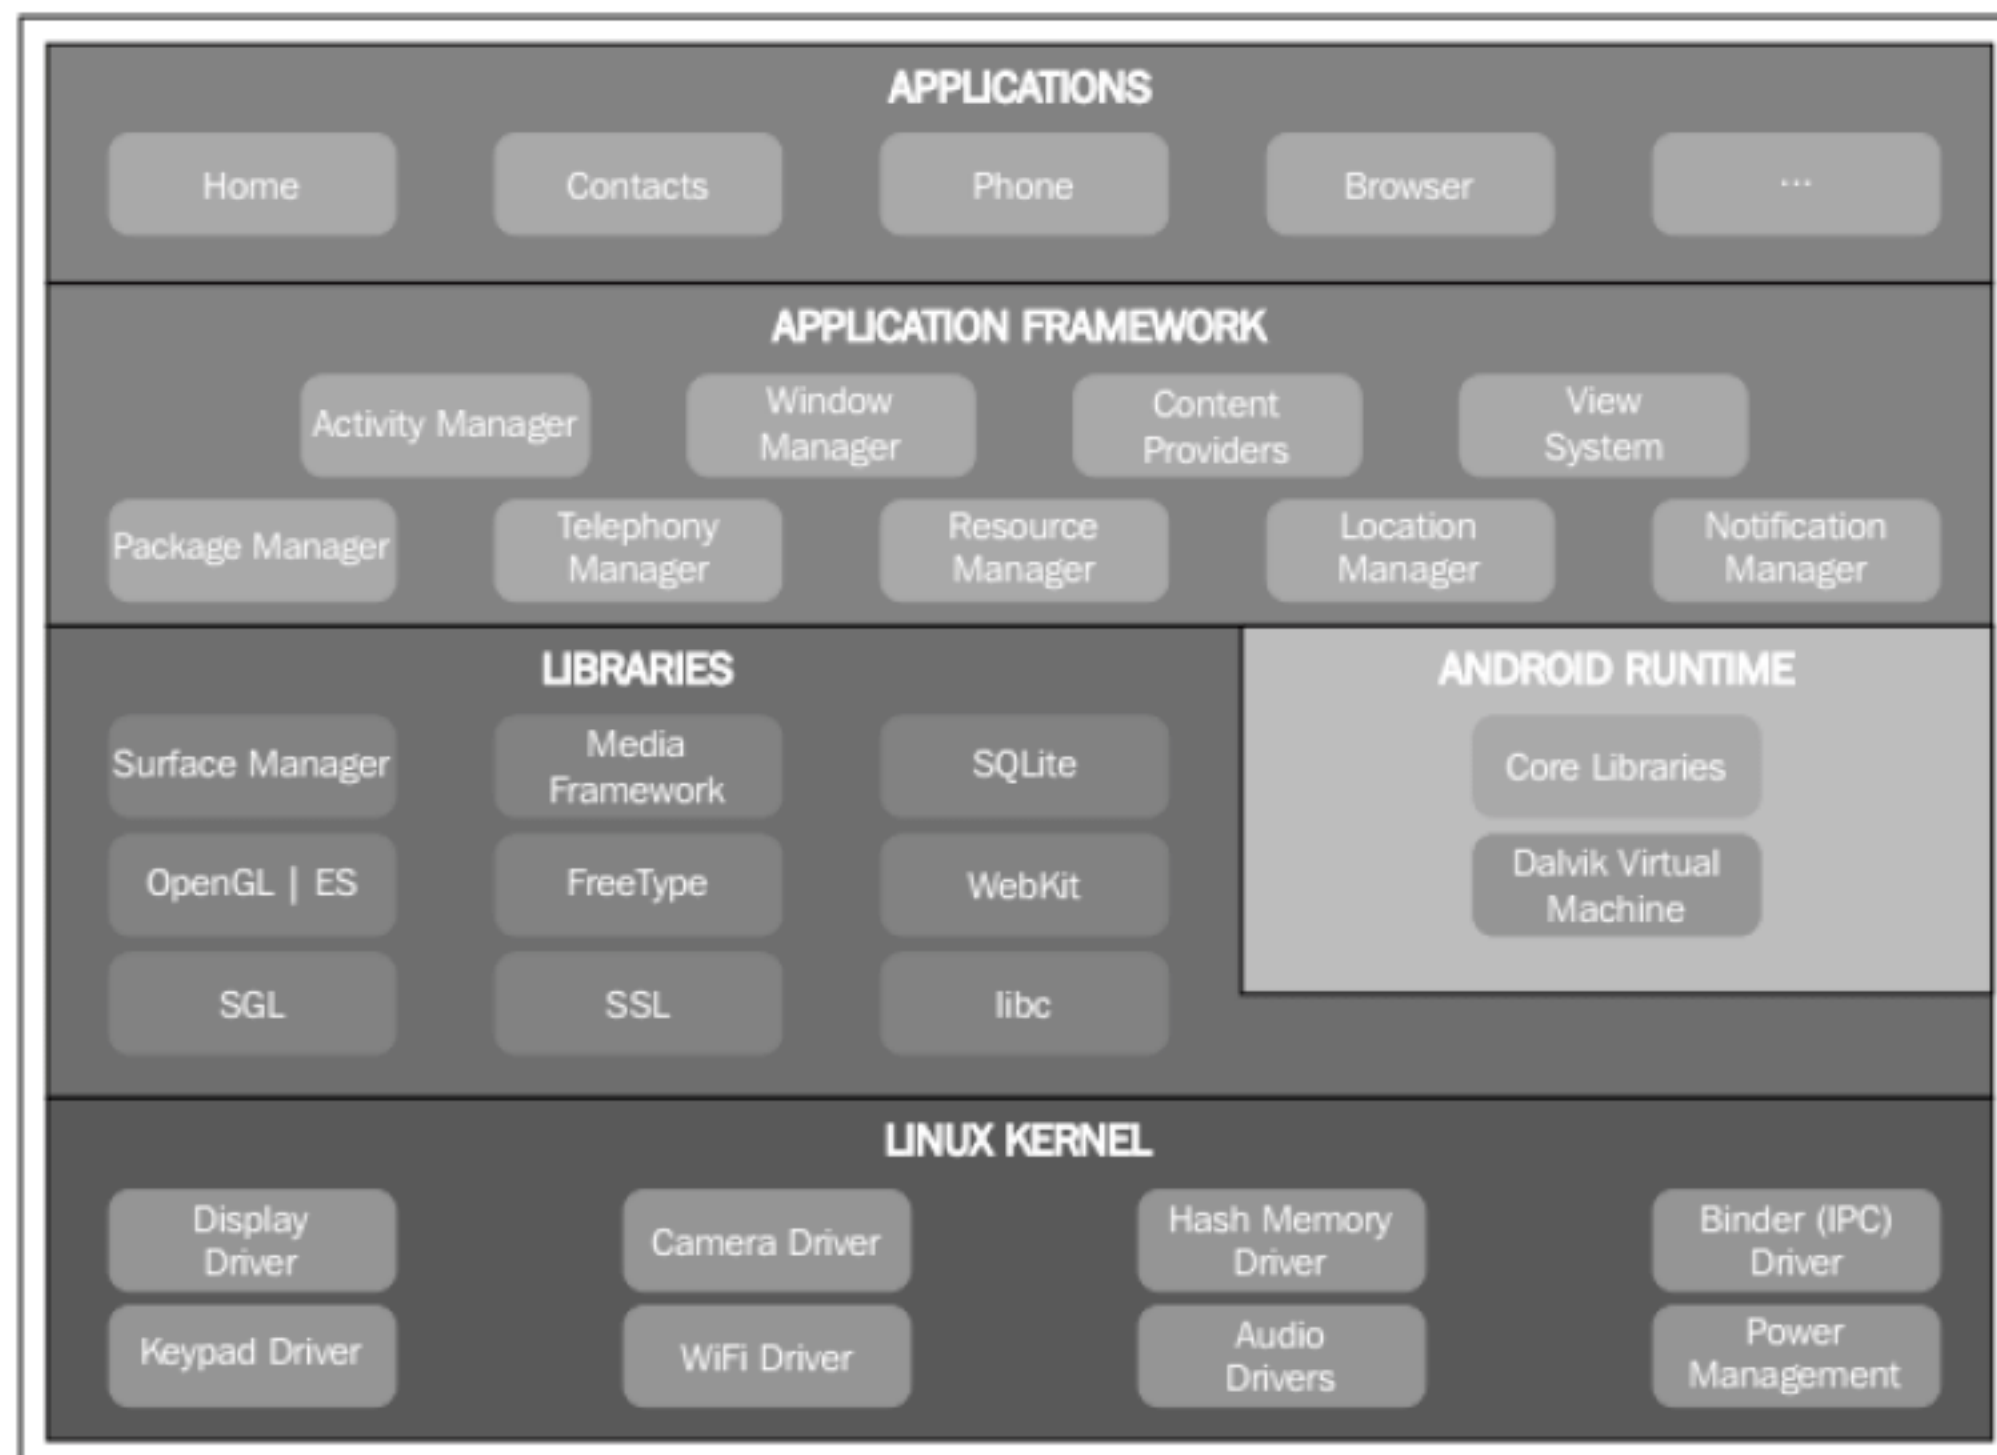 APPLICATIONS
Home
Contacts
Phone
Browser
...
APPLICATION FRAMEWORK
Activity Manager
Window
Manager
Content
Providers
View
System
Package Manager
Telephony
Manager
Resource
Manager
Location
Manager
Notification
Manager
LIBRARIES
Surface Manager
Media
Framework
SQLite
OpenGL | ES
FreeType
WebKit
SGL
SSL
libc
ANDROID RUNTIME
Core Libraries
Dalvik Virtual
Machine
LINUX KERNEL
Display
Driver
Camera Driver
Hash Memory
Driver
Binder (IPC)
Driver
Keypad Driver
WiFi Driver
Audio
Drivers
Power
Management